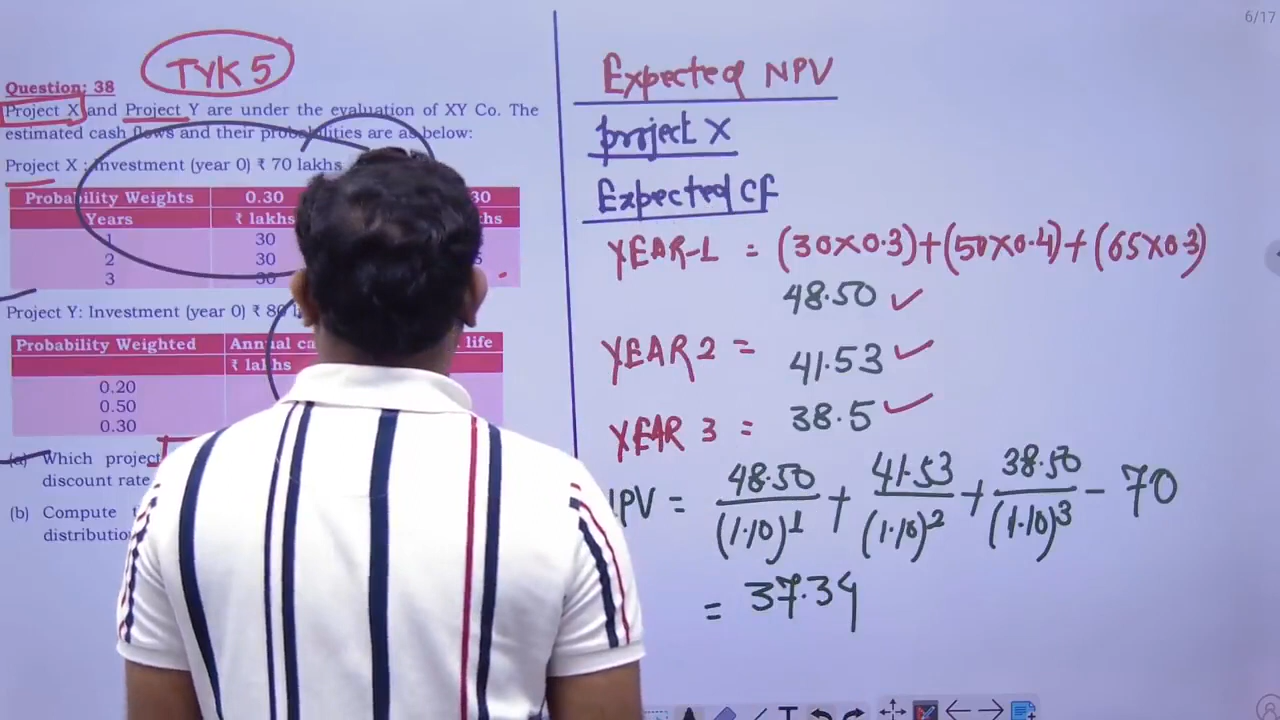 6/17
TYK 5
Question: 38
Project X and Project Y are under the evaluation of XY Co. The
estimated cash flows and their probabilities are as below:
Project X : Investment (year 0) ₹ 70 lakhs
Probability Weights 0.30 30
Years ₹ lakhs
1 30
2 30
3 30
Project Y: Investment (year 0) ₹ 80
Probability Weighted Annual life
₹ lakhs
0.20
0.50
0.30
(a) Which project
discount rate
(b) Compute
Expected NPV
project X
Expected CF
YEAR-1 = (30×0.3)+(50×0.4)+(65×0.3)
48.50 ✓
YEAR 2 = 41.53 ✓
YEAR 3 = 38.5 ✓
NPV = 48.50/(1.10)^1 + 41.53/(1.10)^2 + 38.50/(1.10)^3 - 70
= 37.34